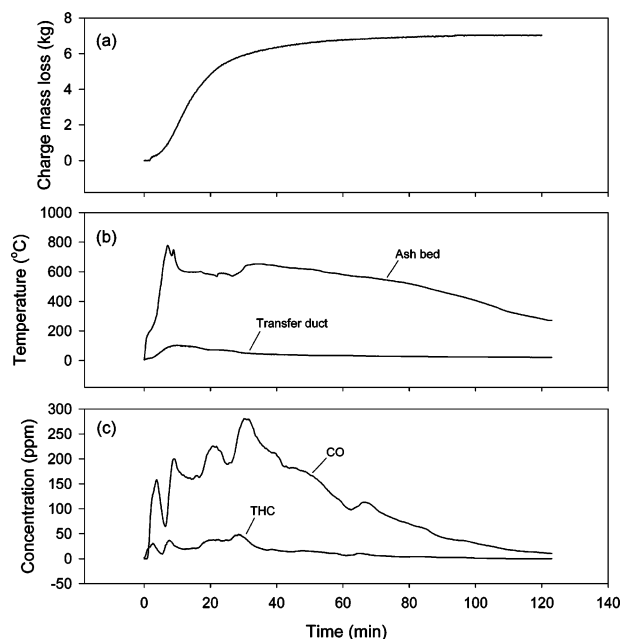 8
(a)
6
4
2
0
Charge mass loss (kg)
1000
(b)
800
600
Ash bed
400
200
Transfer duct
0
Temperature (°C)
300
(c)
250
200
CO
150
100
THC
50
0
-50
Concentration (ppm)
0 20 40 60 80 100 120 140
Time (min)